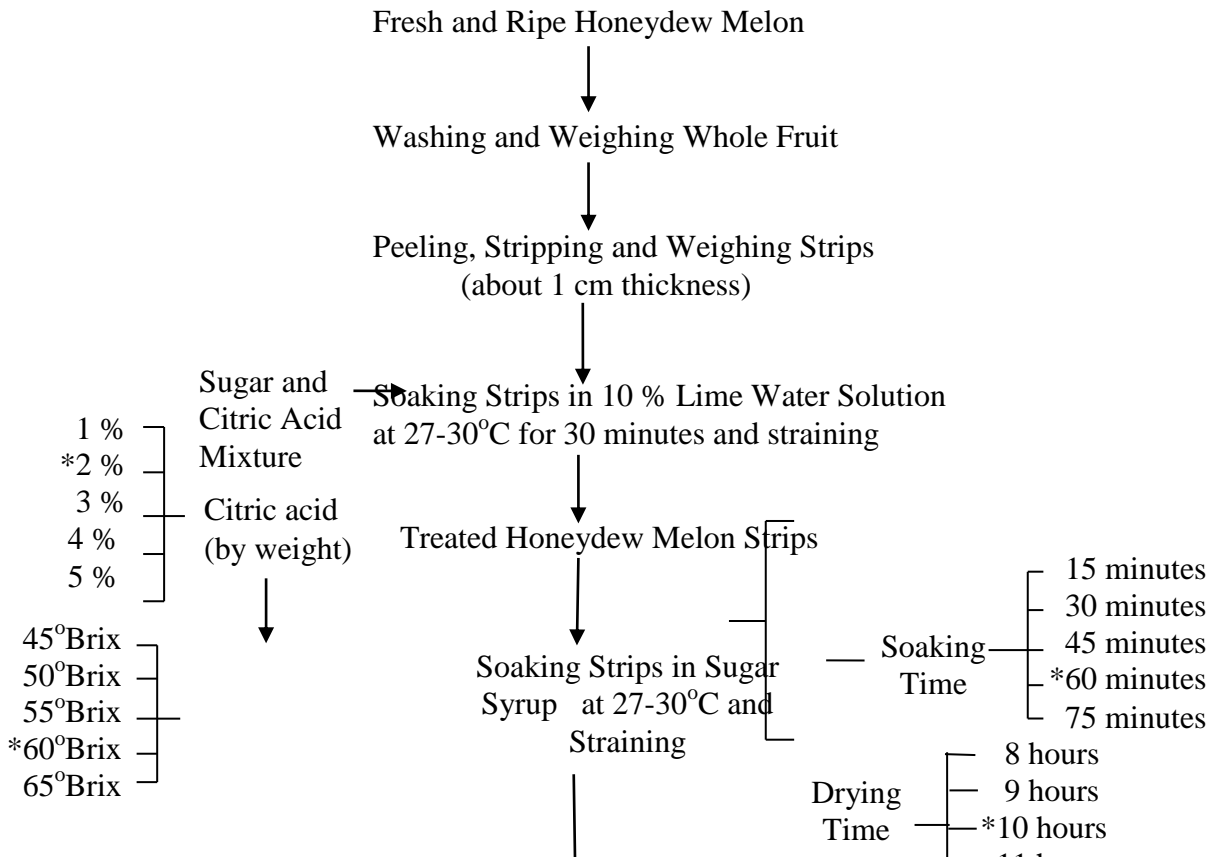 Fresh and Ripe Honeydew Melon
Washing and Weighing Whole Fruit
Peeling, Stripping and Weighing Strips
(about 1 cm thickness)
Sugar and
Citric Acid
Mixture
Soaking Strips in 10 % Lime Water Solution
at 27-30°C for 30 minutes and straining
1 %
*2 %
3 %
4 %
5 %
Citric acid
(by weight)
Treated Honeydew Melon Strips
45°Brix
50°Brix
55°Brix
*60°Brix
65°Brix
Soaking Strips in Sugar
Syrup at 27-30°C and
Straining
Soaking
Time
15 minutes
30 minutes
45 minutes
*60 minutes
75 minutes
Drying
Time
8 hours
9 hours
*10 hours